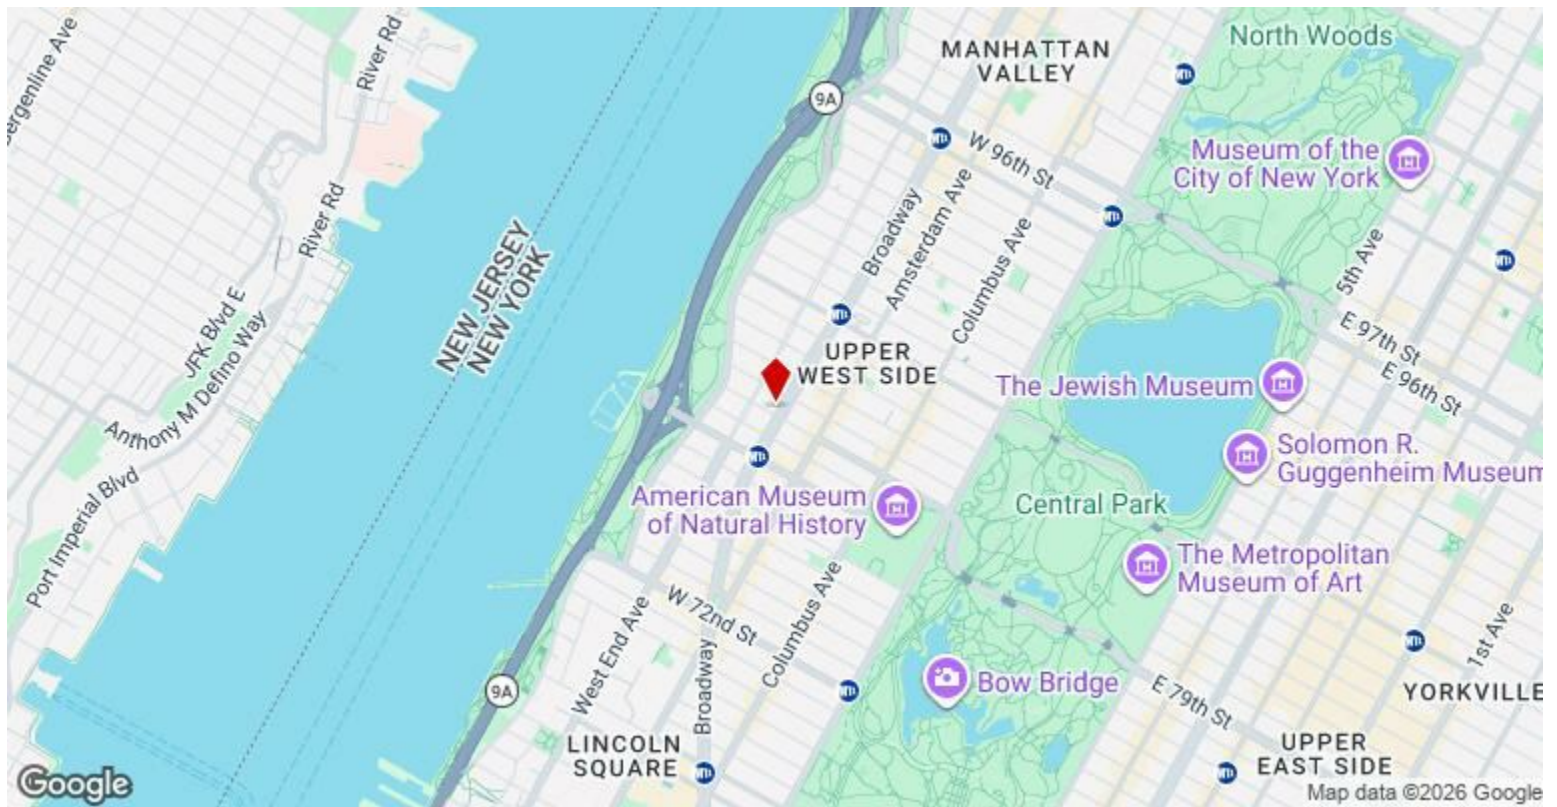 Bergenline Ave
River Rd
North Woods
MANHATTAN
VALLEY
9A
W 96th St
Museum of the
City of New York
River Rd
NEW JERSEY
NEW YORK
Broadway
Amsterdam Ave
Columbus Ave
5th Ave
JFK Blvd E
Anthony M Defino Way
UPPER
WEST SIDE
E 97th St
E 96th St
The Jewish Museum
Solomon R.
Guggenheim Museum
Port Imperial Blvd
American Museum
of Natural History
Central Park
The Metropolitan
Museum of Art
W 72nd St
West End Ave
Broadway
Columbus Ave
1st Ave
9A
Bow Bridge
E 79th St
YORKVILLE
LINCOLN
SQUARE
UPPER
EAST SIDE
Google
Map data ©2026 Google